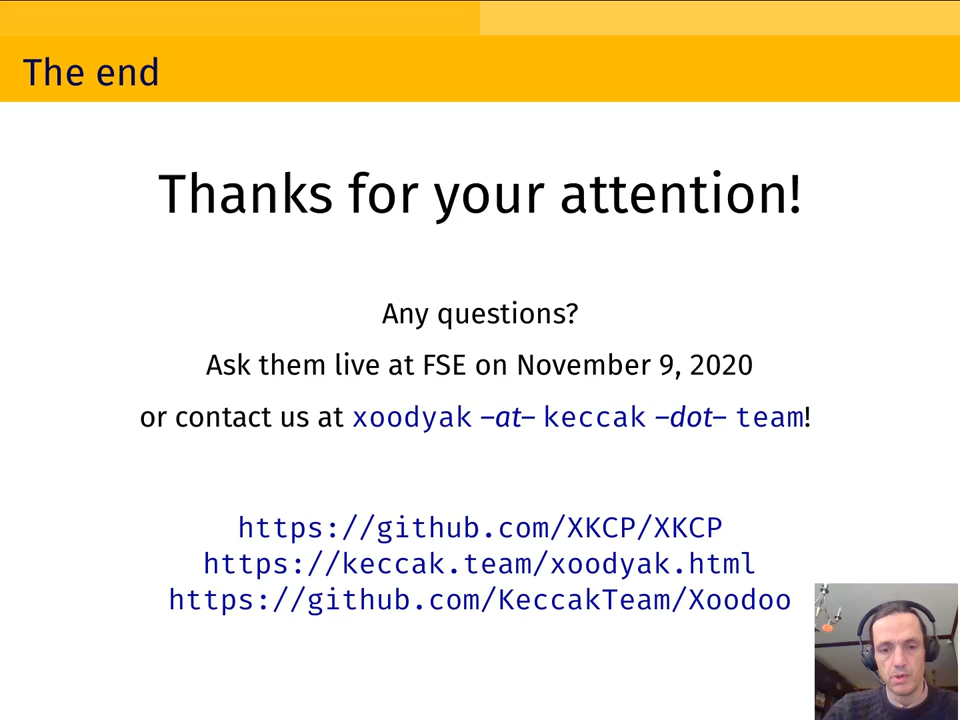 The end
Thanks for your attention!
Any questions?
Ask them live at FSE on November 9, 2020
or contact us at xoodyak –at– keccak –dot– team!
https://github.com/XKCP/XKCP
https://keccak.team/xoodyak.html
https://github.com/KeccakTeam/Xoodoo